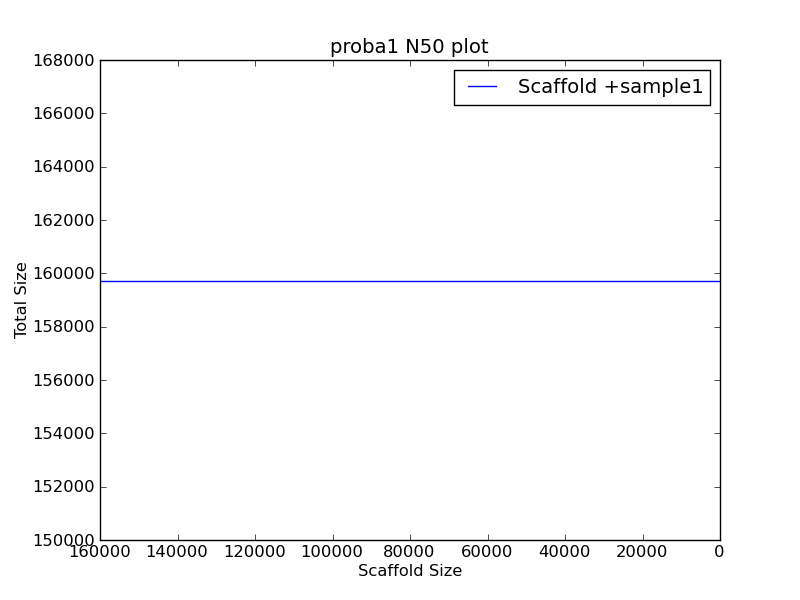 proba1 N50 plot
Scaffold +sample1
168000
166000
164000
162000
160000
158000
156000
154000
152000
150000
Total Size
160000 140000 120000 100000 80000 60000 40000 20000 0
Scaffold Size